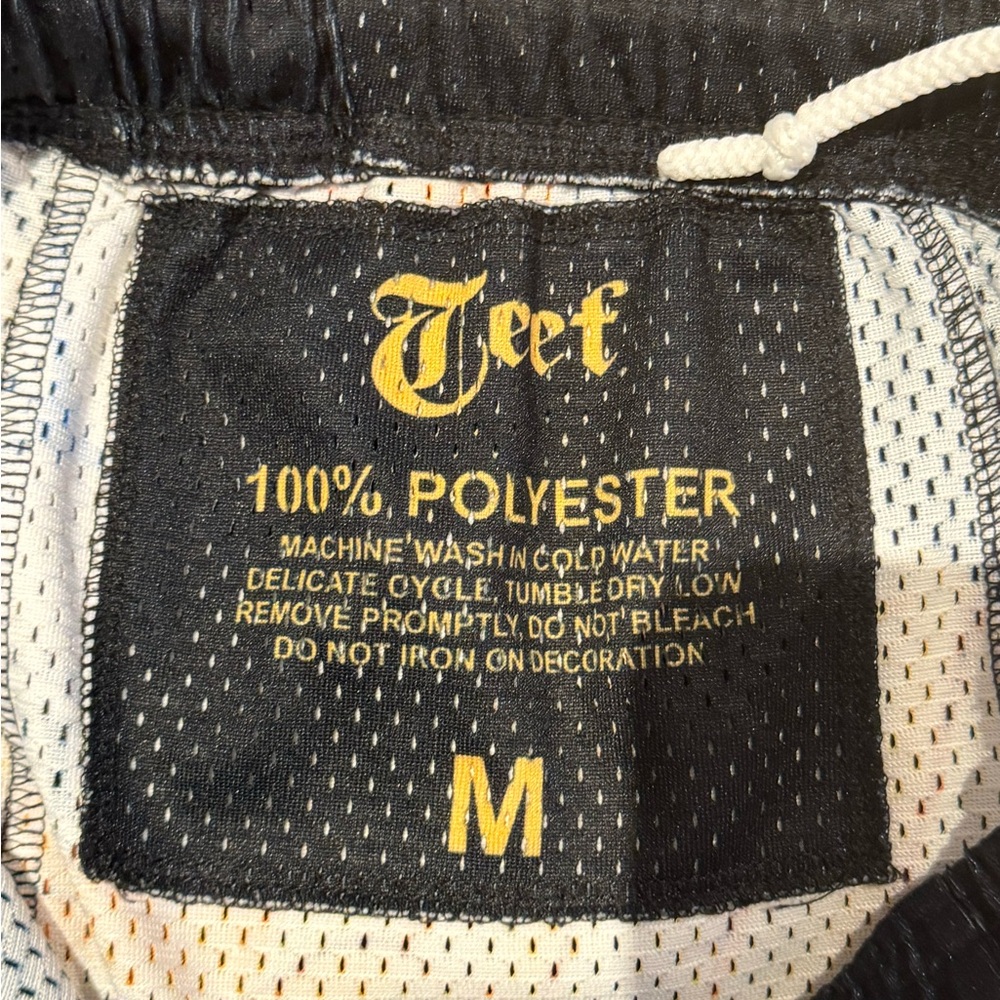 Teef
100% POLYESTER
MACHINE WASH IN COLD WATER
DELICATE CYCLE, TUMBLE DRY LOW
REMOVE PROMPTLY, DO NOT BLEACH
DO NOT IRON ON DECORATION
M